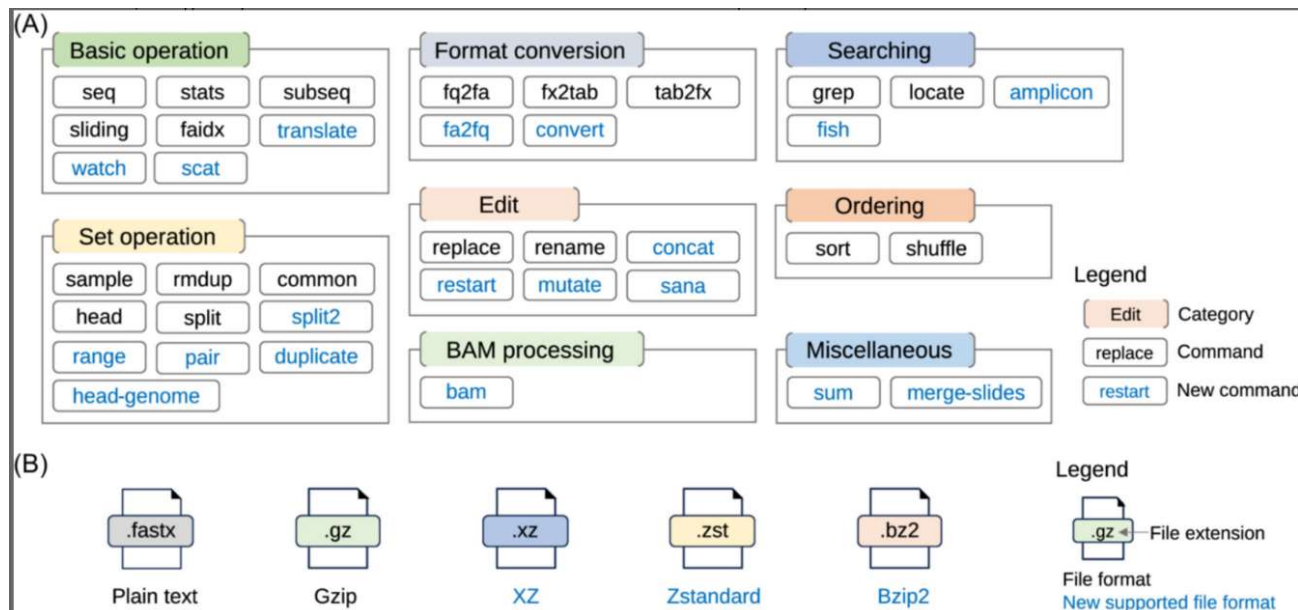 (A)
Basic operation
seq stats subseq
sliding faidx translate
watch scat
Format conversion
fq2fa fx2tab tab2fx
fa2fq convert
Searching
grep locate amplicon
fish
Set operation
sample rmdup common
head split split2
range pair duplicate
head-genome
Edit
replace rename concat
restart mutate sana
Ordering
sort shuffle
BAM processing
bam
Miscellaneous
sum merge-slides
Legend
Edit Category
replace Command
restart New command
(B)
.fastx .gz .xz .zst .bz2
Plain text Gzip XZ Zstandard Bzip2
Legend
.gz File extension
File format
New supported file format